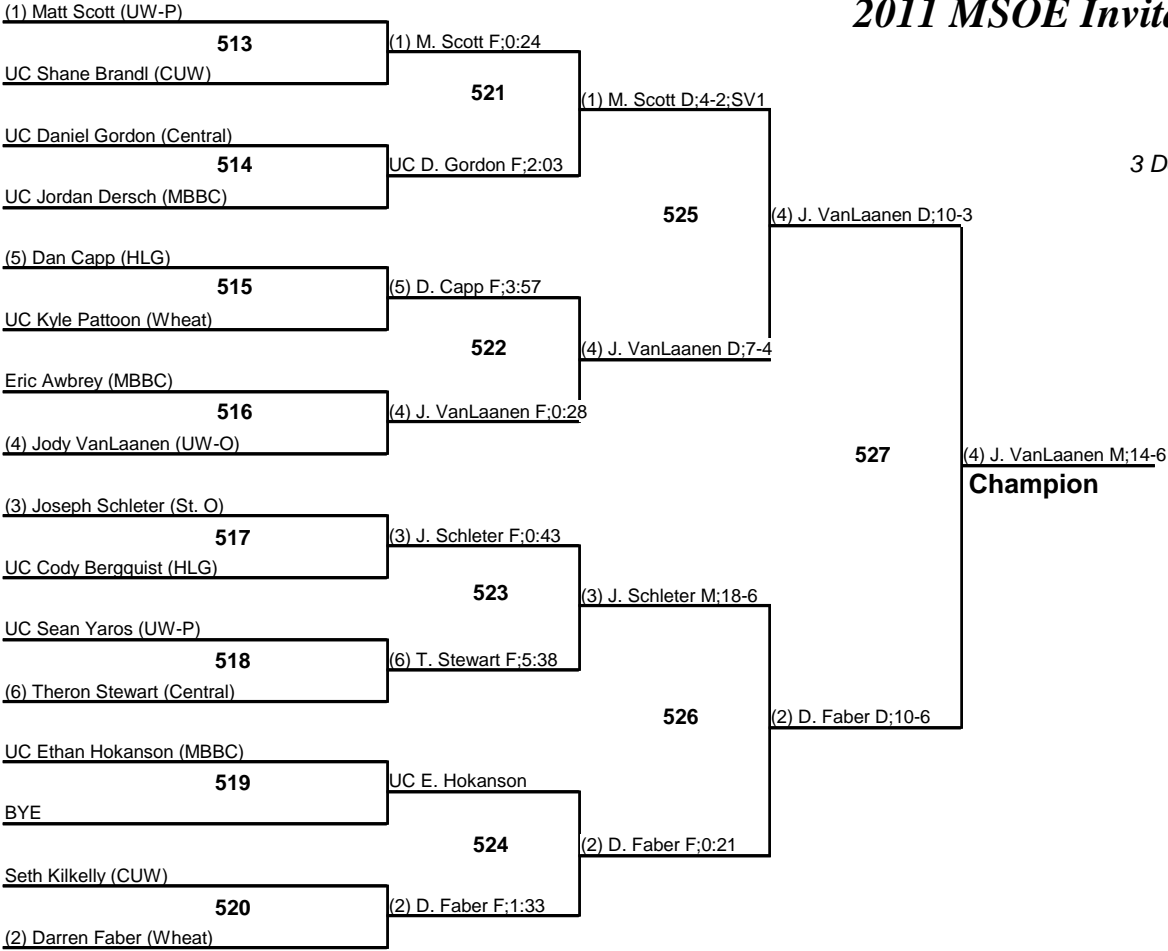 2011 MSOE Invit
3 D
(1) Matt Scott (UW-P)
513
UC Shane Brandl (CUW)
(1) M. Scott F;0:24
521
UC Daniel Gordon (Central)
514
UC Jordan Dersch (MBBC)
UC D. Gordon F;2:03
(1) M. Scott D;4-2;SV1
525
(5) Dan Capp (HLG)
515
UC Kyle Pattoon (Wheat)
(5) D. Capp F;3:57
522
Eric Awbrey (MBBC)
516
(4) Jody VanLaanen (UW-O)
(4) J. VanLaanen F;0:28
(4) J. VanLaanen D;7-4
(4) J. VanLaanen D;10-3
527
(4) J. VanLaanen M;14-6
Champion
(3) Joseph Schleter (St. O)
517
UC Cody Bergquist (HLG)
(3) J. Schleter F;0:43
523
UC Sean Yaros (UW-P)
518
(6) Theron Stewart (Central)
(6) T. Stewart F;5:38
(3) J. Schleter M;18-6
526
(2) D. Faber D;10-6
UC Ethan Hokanson (MBBC)
519
BYE
UC E. Hokanson
524
(2) D. Faber F;0:21
Seth Kilkelly (CUW)
520
(2) Darren Faber (Wheat)
(2) D. Faber F;1:33